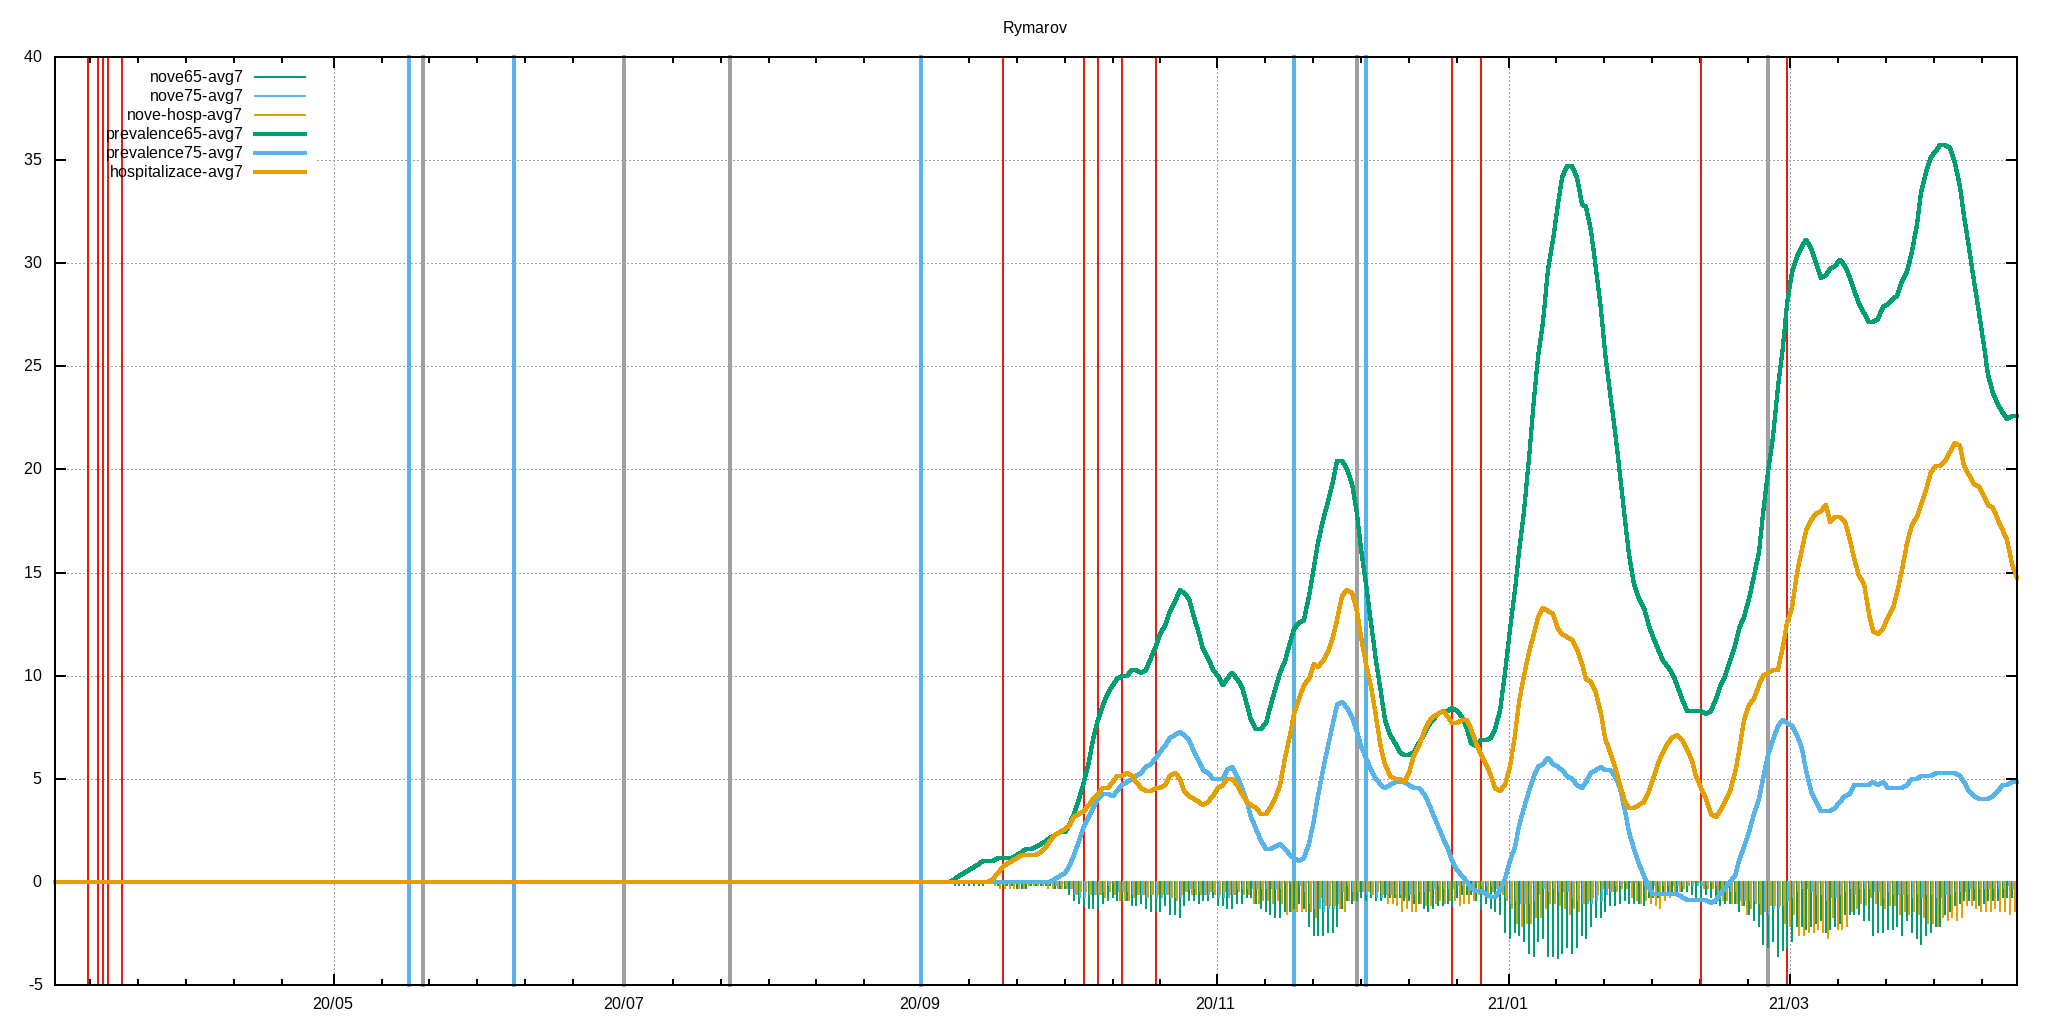 Rymarov
40
nove65-avg7
nove75-avg7
nove-hosp-avg7
prevalence65-avg7
prevalence75-avg7
hospitalizace-avg7
35
30
25
20
15
10
5
0
-5
20/05 20/07 20/09 20/11 21/01 21/03